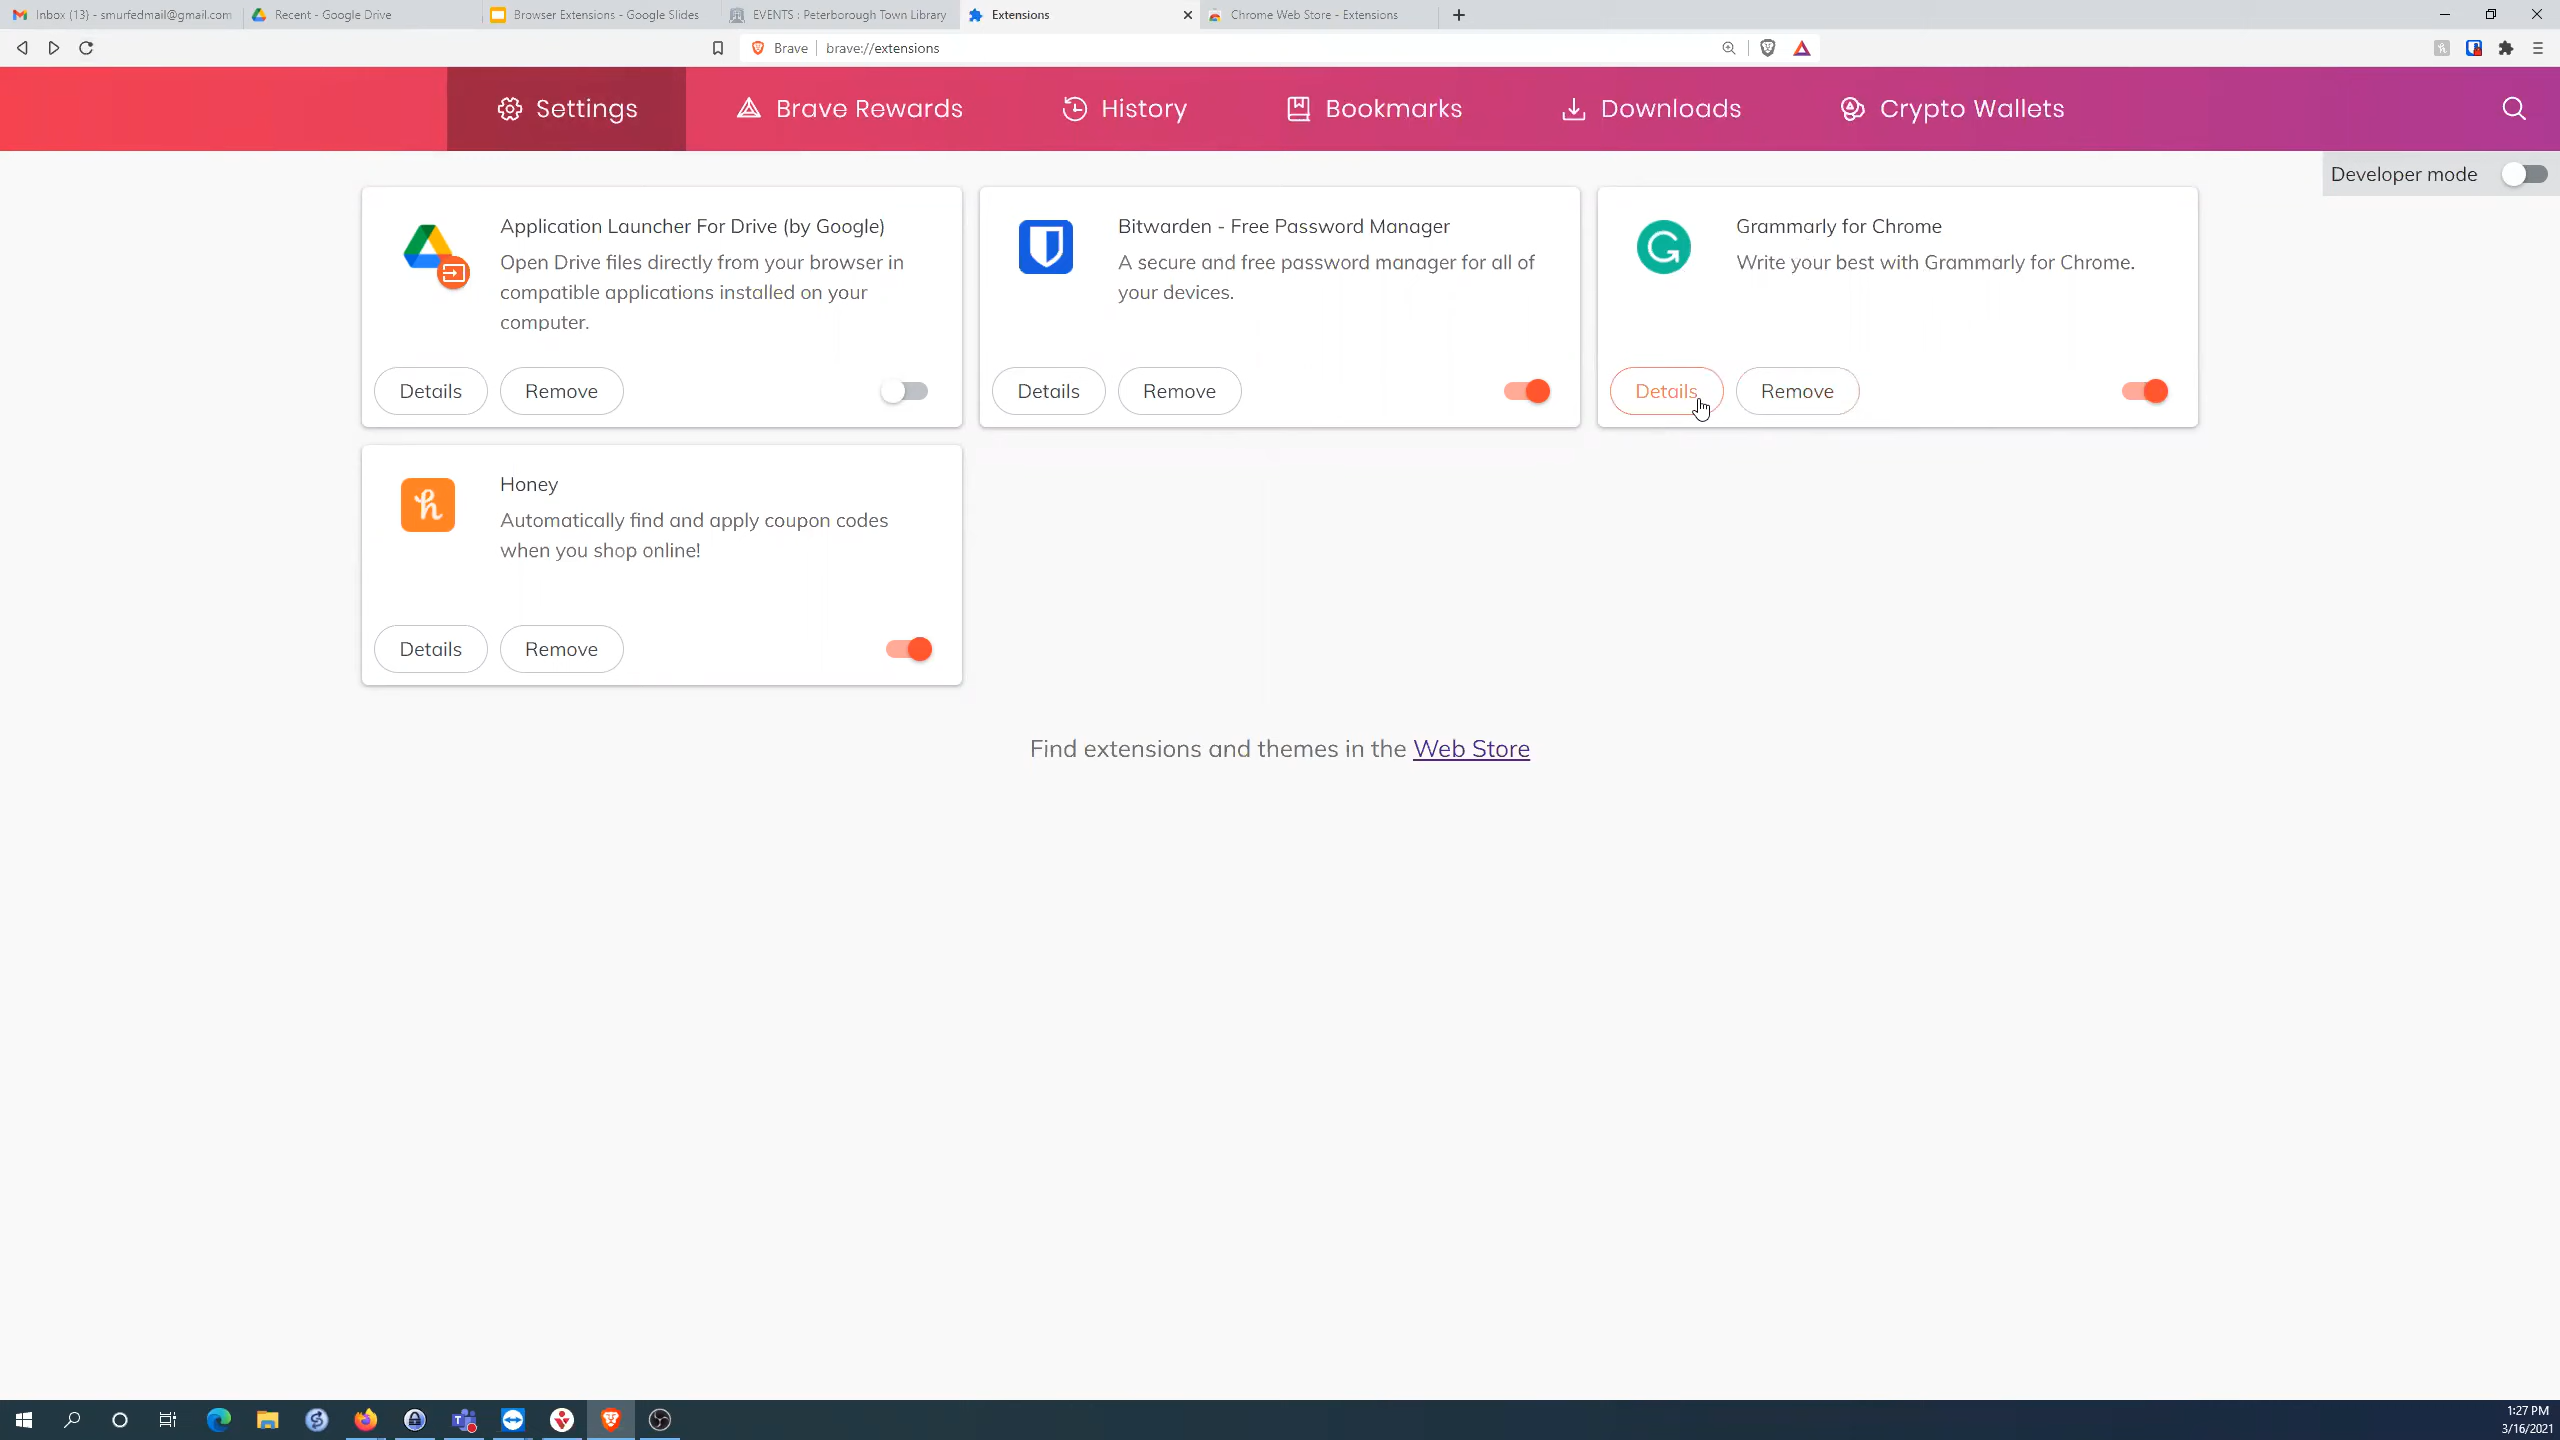 Inbox (13) - smurfedmail@gmail.com
Recent - Google Drive
Browser Extensions - Google Slides
EVENTS : Peterborough Town Library
Extensions
Chrome Web Store - Extensions
Brave
brave://extensions
Settings
Brave Rewards
History
Bookmarks
Downloads
Crypto Wallets
Developer mode
Application Launcher For Drive (by Google)
Open Drive files directly from your browser in
compatible applications installed on your
computer.
Details
Remove
Bitwarden - Free Password Manager
A secure and free password manager for all of
your devices.
Details
Remove
Grammarly for Chrome
Write your best with Grammarly for Chrome.
Details
Remove
Honey
Automatically find and apply coupon codes
when you shop online!
Details
Remove
Find extensions and themes in the Web Store
1:27 PM
3/16/2021